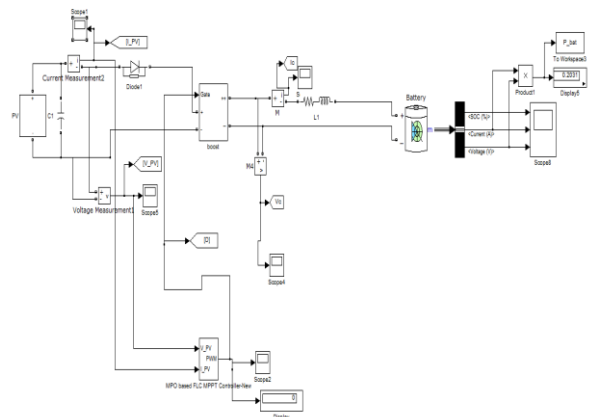 Scope1
[I_PV]
Current Measurement2
Diode1
PV
C1
Gate
boost
Io
M
S
L1
Battery
m
<SOC (%)>
<Current (A)>
<Voltage (V)>
X
Product1
P_bat
To Workspace3
0.2031
Display5
Scope8
[V_PV]
Voltage Measurement1
Scope5
M4
Vo
[D]
Scope4
V_PV
PWM
I_PV
MPO based FLC MPPT Controller-New
Scope2
0
Display